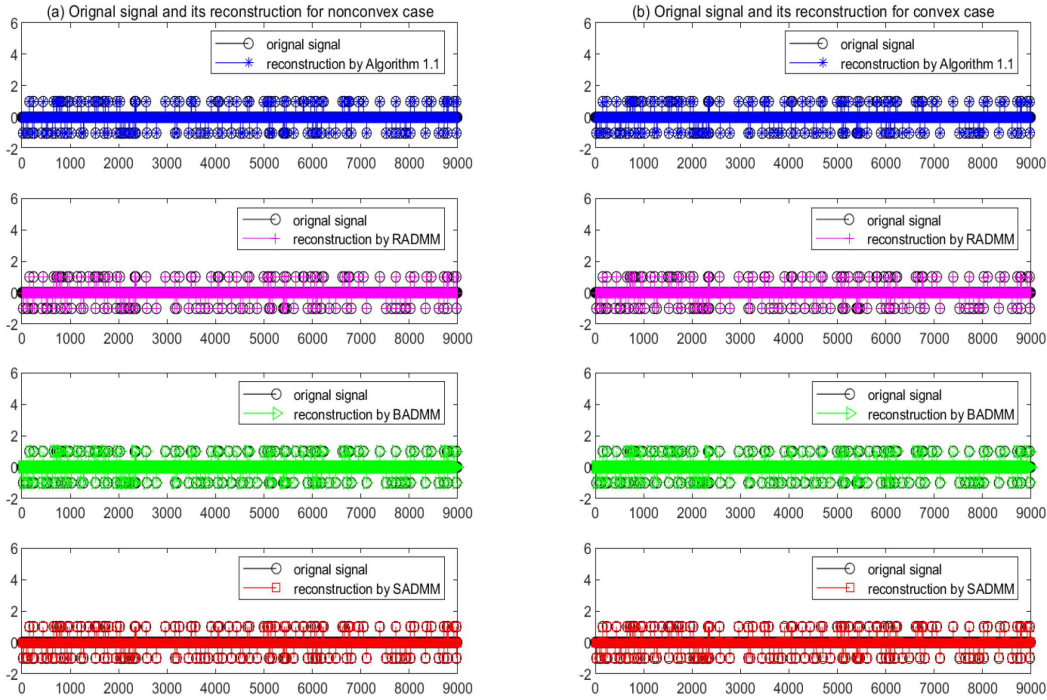 (a) Orignal signal and its reconstruction for nonconvex case
6
4
2
0
-2
orignal signal
reconstruction by Algorithm 1.1
0 1000 2000 3000 4000 5000 6000 7000 8000 9000
6
4
2
0
-2
orignal signal
reconstruction by RADMM
0 1000 2000 3000 4000 5000 6000 7000 8000 9000
6
4
2
0
-2
orignal signal
reconstruction by BADMM
0 1000 2000 3000 4000 5000 6000 7000 8000 9000
6
4
2
0
-2
orignal signal
reconstruction by SADMM
0 1000 2000 3000 4000 5000 6000 7000 8000 9000
(b) Orignal signal and its reconstruction for convex case
6
4
2
0
-2
orignal signal
reconstruction by Algorithm 1.1
0 1000 2000 3000 4000 5000 6000 7000 8000 9000
6
4
2
0
-2
orignal signal
reconstruction by RADMM
0 1000 2000 3000 4000 5000 6000 7000 8000 9000
6
4
2
0
-2
orignal signal
reconstruction by BADMM
0 1000 2000 3000 4000 5000 6000 7000 8000 9000
6
4
2
0
-2
orignal signal
reconstruction by SADMM
0 1000 2000 3000 4000 5000 6000 7000 8000 9000